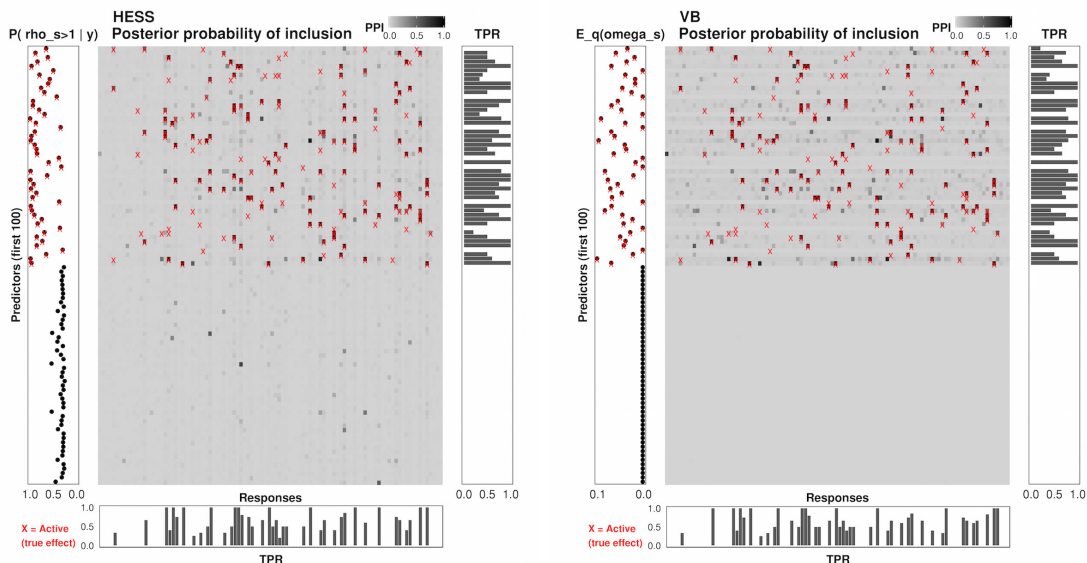 HESS
PPI
0.0 0.5 1.0
P( rho_s>1 | y)
Posterior probability of inclusion
TPR
Predictors (first 100)
1.0 0.5 0.0
0.0 0.5 1.0
Responses
X = Active
(true effect)
1.0
0.5
0.0
TPR
VB
PPI
0.0 0.5 1.0
E_q(omega_s)
Posterior probability of inclusion
TPR
Predictors (first 100)
0.1 0.0
0.0 0.5 1.0
Responses
X = Active
(true effect)
1.0
0.5
0.0
TPR